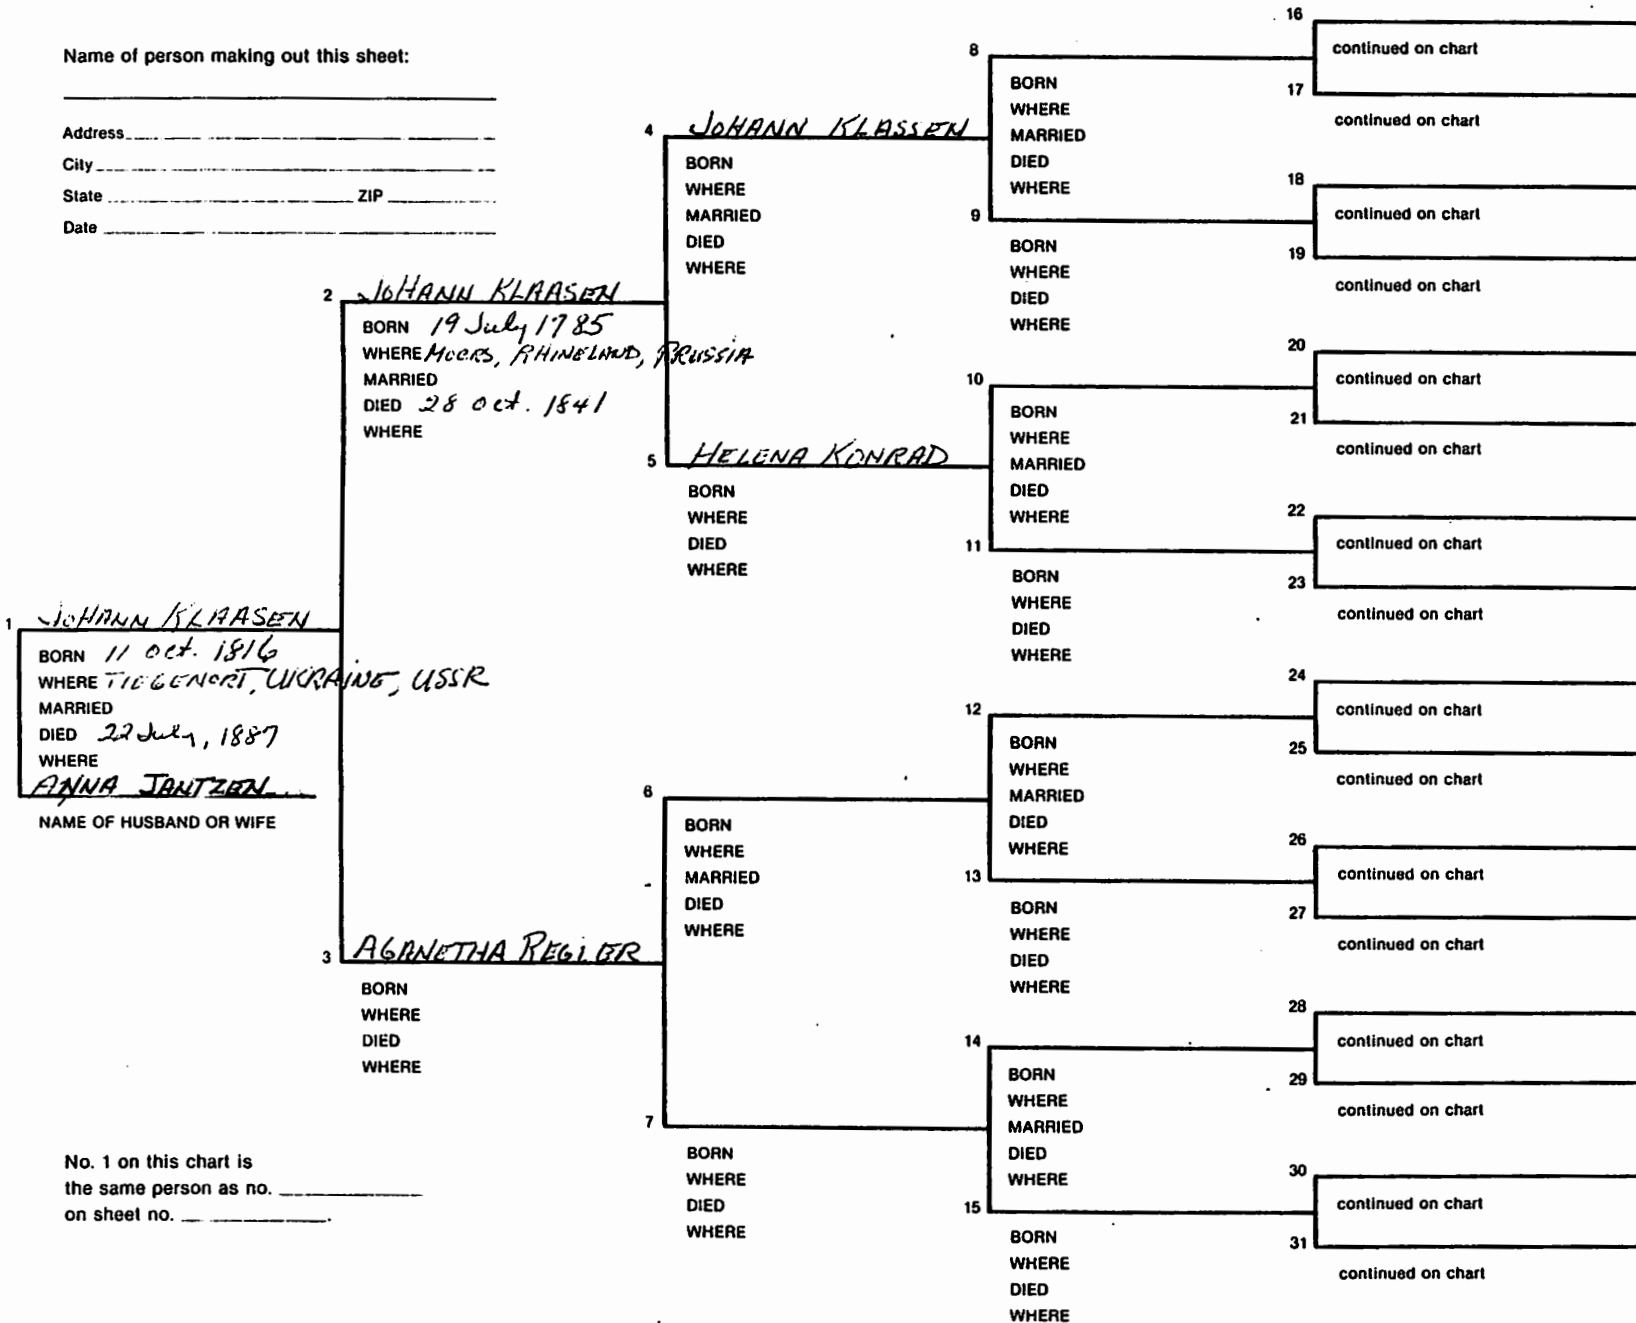 Name of person making out this sheet:
Address
City
State ZIP
Date
1 JOHANN KLAASEN
BORN 11 Oct. 1816
WHERE TIEGENORT, UKRAINE, USSR
MARRIED
DIED 22 July, 1887
WHERE
ANNA JANTZEN
NAME OF HUSBAND OR WIFE
No. 1 on this chart is
the same person as no.
on sheet no.
2 JOHANN KLAASEN
BORN 19 July 1785
WHERE MOERS, RHINELAND, PRUSSIA
MARRIED
DIED 28 Oct. 1841
WHERE
3 AGANETHA REGIER
BORN
WHERE
DIED
WHERE
4 JOHANN KLASSEN
BORN
WHERE
MARRIED
DIED
WHERE
5 HELENA KONRAD
BORN
WHERE
DIED
WHERE
6
BORN
WHERE
MARRIED
DIED
WHERE
7
BORN
WHERE
DIED
WHERE
8
BORN
WHERE
MARRIED
DIED
WHERE
9
BORN
WHERE
DIED
WHERE
10
BORN
WHERE
MARRIED
DIED
WHERE
11
BORN
WHERE
DIED
WHERE
12
BORN
WHERE
MARRIED
DIED
WHERE
13
BORN
WHERE
DIED
WHERE
14
BORN
WHERE
MARRIED
DIED
WHERE
15
BORN
WHERE
DIED
WHERE
16
continued on chart
17
continued on chart
18
continued on chart
19
continued on chart
20
continued on chart
21
continued on chart
22
continued on chart
23
continued on chart
24
continued on chart
25
continued on chart
26
continued on chart
27
continued on chart
28
continued on chart
29
continued on chart
30
continued on chart
31
continued on chart